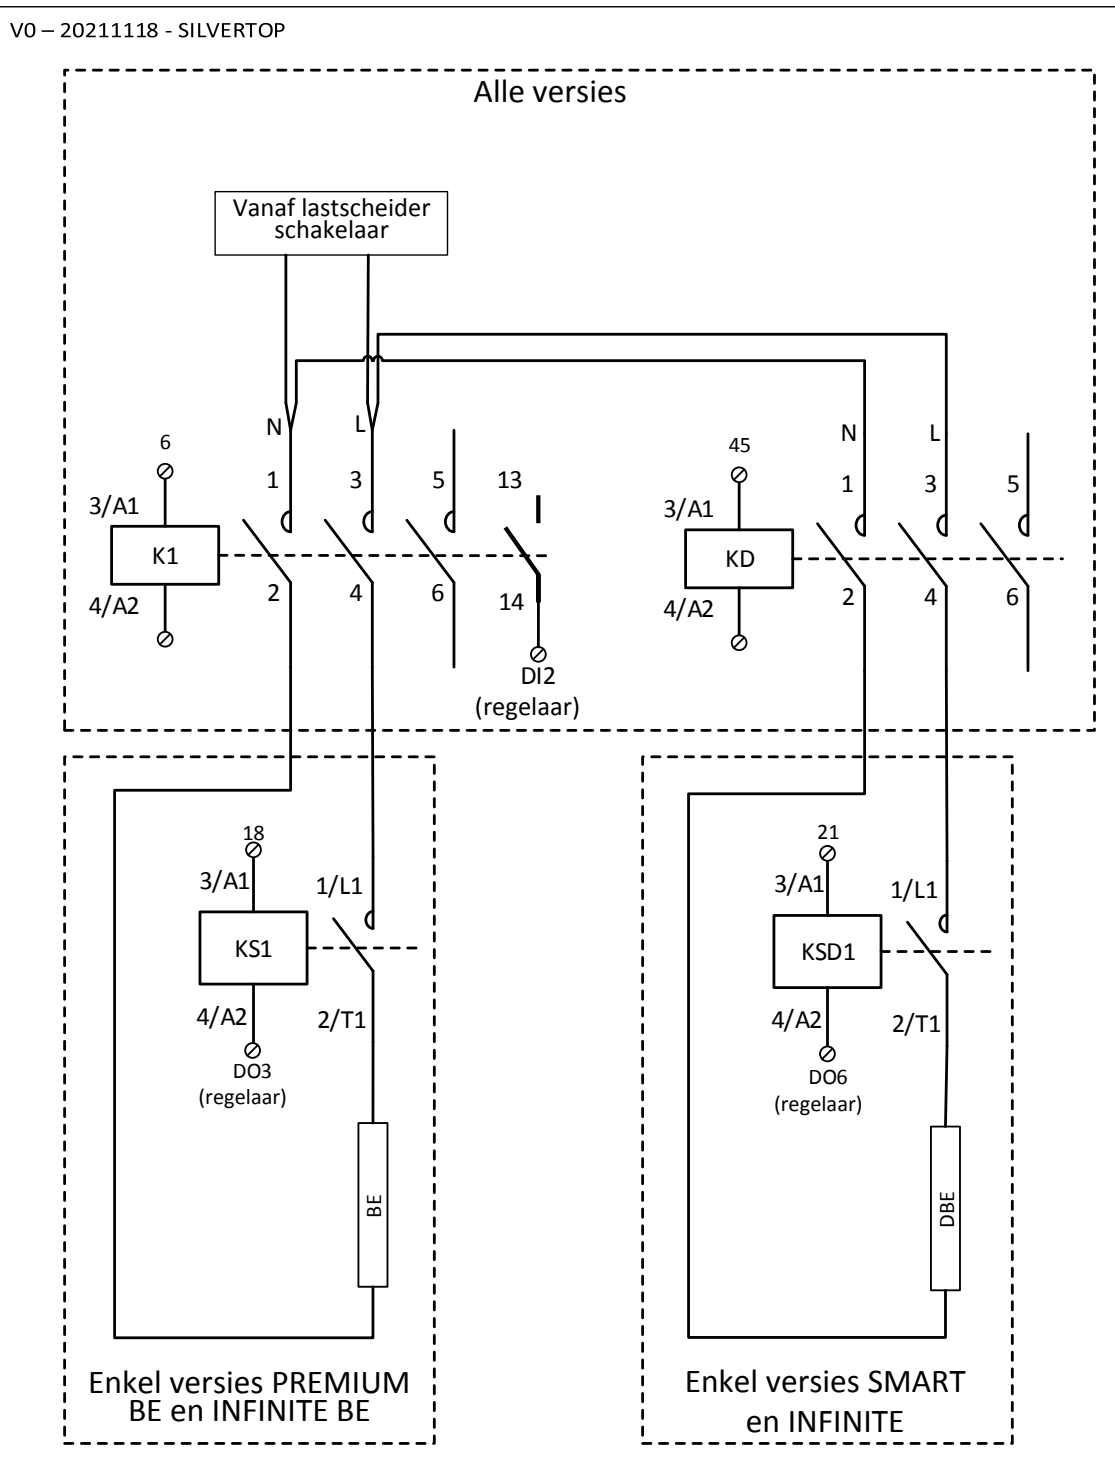 V0 – 20211118 - SILVERTOP
Alle versies
Vanaf lastscheider
schakelaar
N
L
N
L
6
45
1
3
5
13
1
3
5
3/A1
3/A1
K1
KD
4/A2
2
4
6
14
4/A2
2
4
6
DI2
(regelaar)
18
3/A1
1/L1
KS1
4/A2
2/T1
DO3
(regelaar)
BE
Enkel versies PREMIUM
BE en INFINITE BE
21
3/A1
1/L1
KSD1
4/A2
2/T1
DO6
(regelaar)
DBE
Enkel versies SMART
en INFINITE